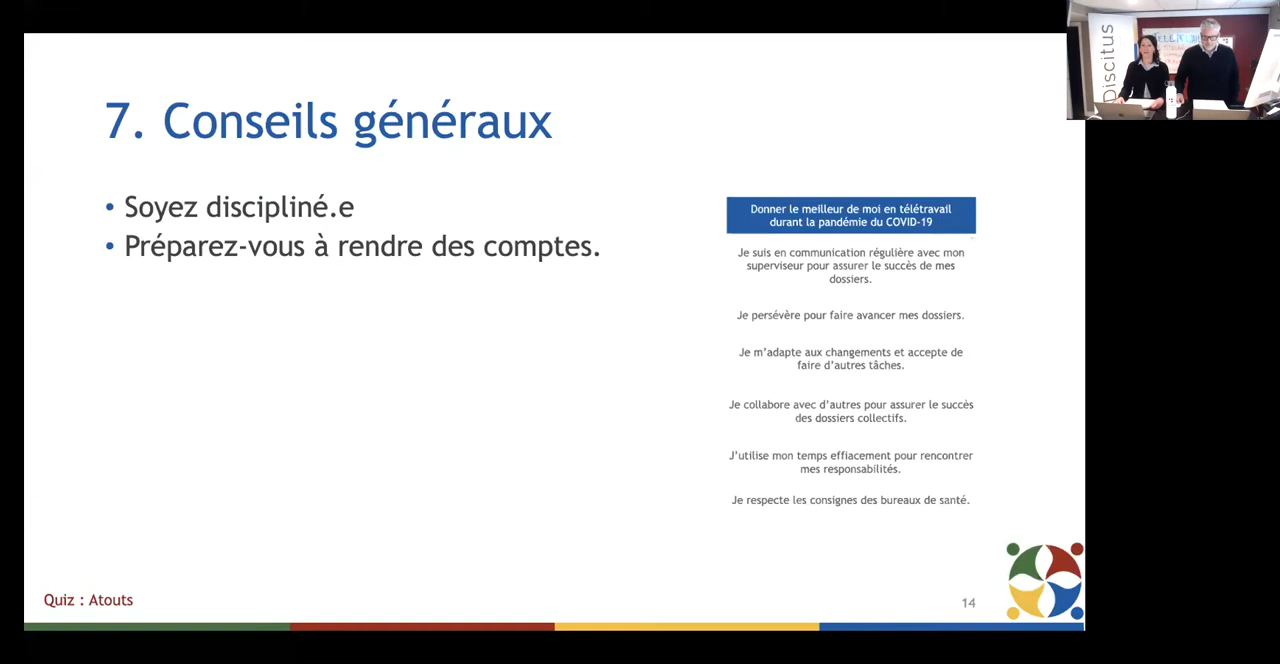 7. Conseils généraux
• Soyez discipliné.e
• Préparez-vous à rendre des comptes.
Donner le meilleur de moi en télétravail
durant la pandémie du COVID-19
Je suis en communication régulière avec mon
superviseur pour assurer le succès de mes
dossiers.
Je persévère pour faire avancer mes dossiers.
Je m’adapte aux changements et accepte de
faire d’autres tâches.
Je collabore avec d’autres pour assurer le succès
des dossiers collectifs.
J’utilise mon temps effiacement pour rencontrer
mes responsabilités.
Je respecte les consignes des bureaux de santé.
Quiz : Atouts
14
Discitus